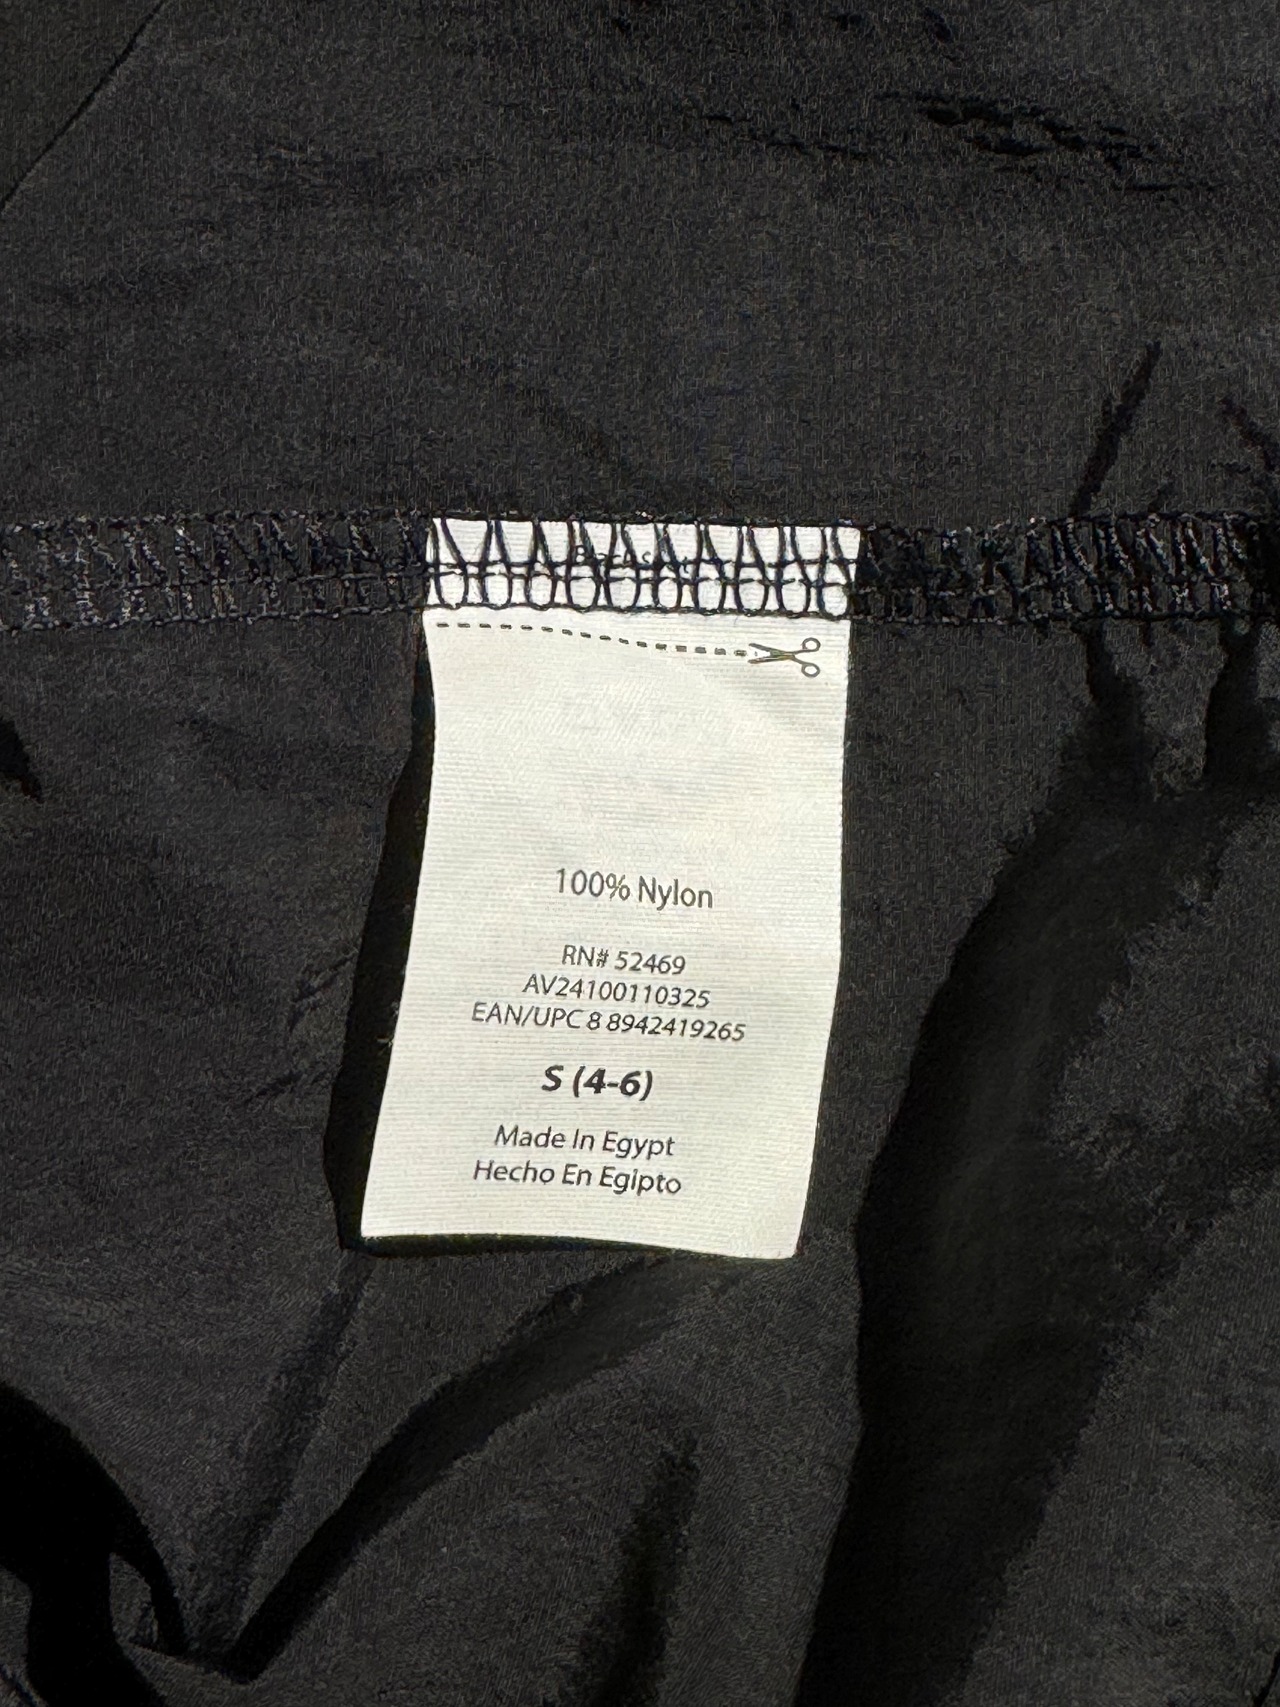 100% Nylon
RN# 52469
AV24100110325
EAN/UPC 8 8942419265
S (4-6)
Made In Egypt
Hecho En Egipto